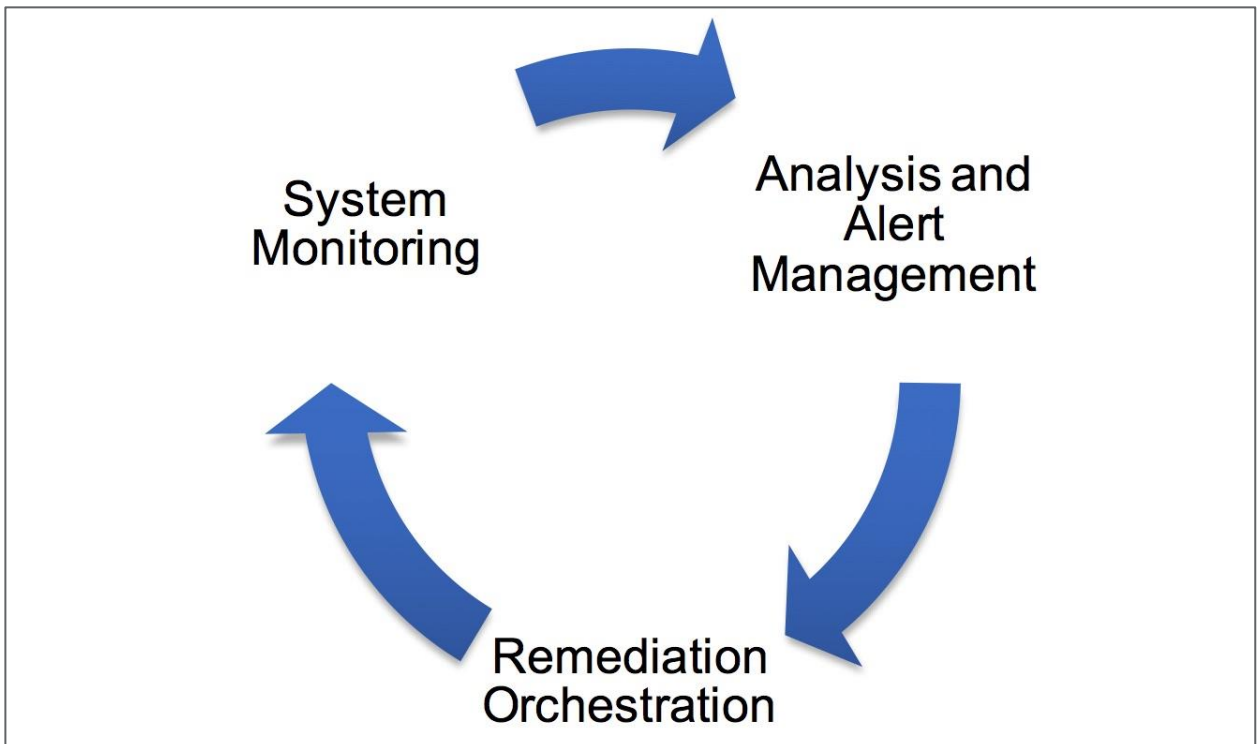 System
Monitoring
Analysis and
Alert
Management
Remediation
Orchestration